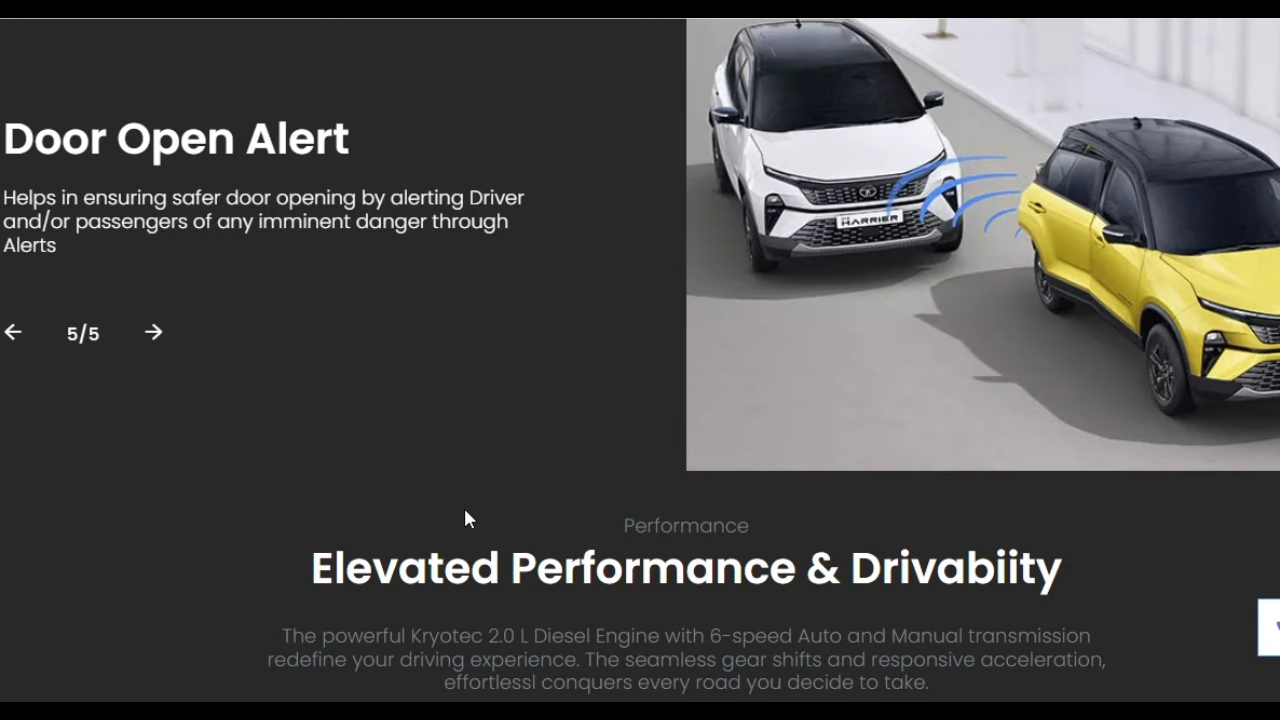 Door Open Alert
Helps in ensuring safer door opening by alerting Driver
and/or passengers of any imminent danger through
Alerts
5/5
HARRIER
Performance
Elevated Performance & Drivabiity
The powerful Kryotec 2.0 L Diesel Engine with 6-speed Auto and Manual transmission
redefine your driving experience. The seamless gear shifts and responsive acceleration,
effortlessl conquers every road you decide to take.